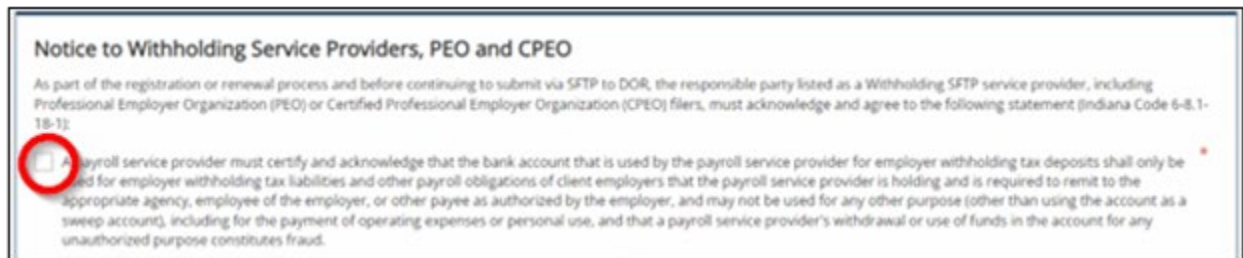 Notice to Withholding Service Providers, PEO and CPEO
As part of the registration or renewal process and before continuing to submit via SFTP to DOR, the responsible party listed as a Withholding SFTP service provider, including
Professional Employer Organization (PEO) or Certified Professional Employer Organization (CPEO) filers, must acknowledge and agree to the following statement (Indiana Code 6-8.1-
18-1):
A payroll service provider must certify and acknowledge that the bank account that is used by the payroll service provider for employer withholding tax deposits shall only be *
used for employer withholding tax liabilities and other payroll obligations of client employers that the payroll service provider is holding and is required to remit to the
appropriate agency, employee of the employer, or other payee as authorized by the employer, and may not be used for any other purpose (other than using the account as a
sweep account), including for the payment of operating expenses or personal use, and that a payroll service provider's withdrawal or use of funds in the account for any
unauthorized purpose constitutes fraud.